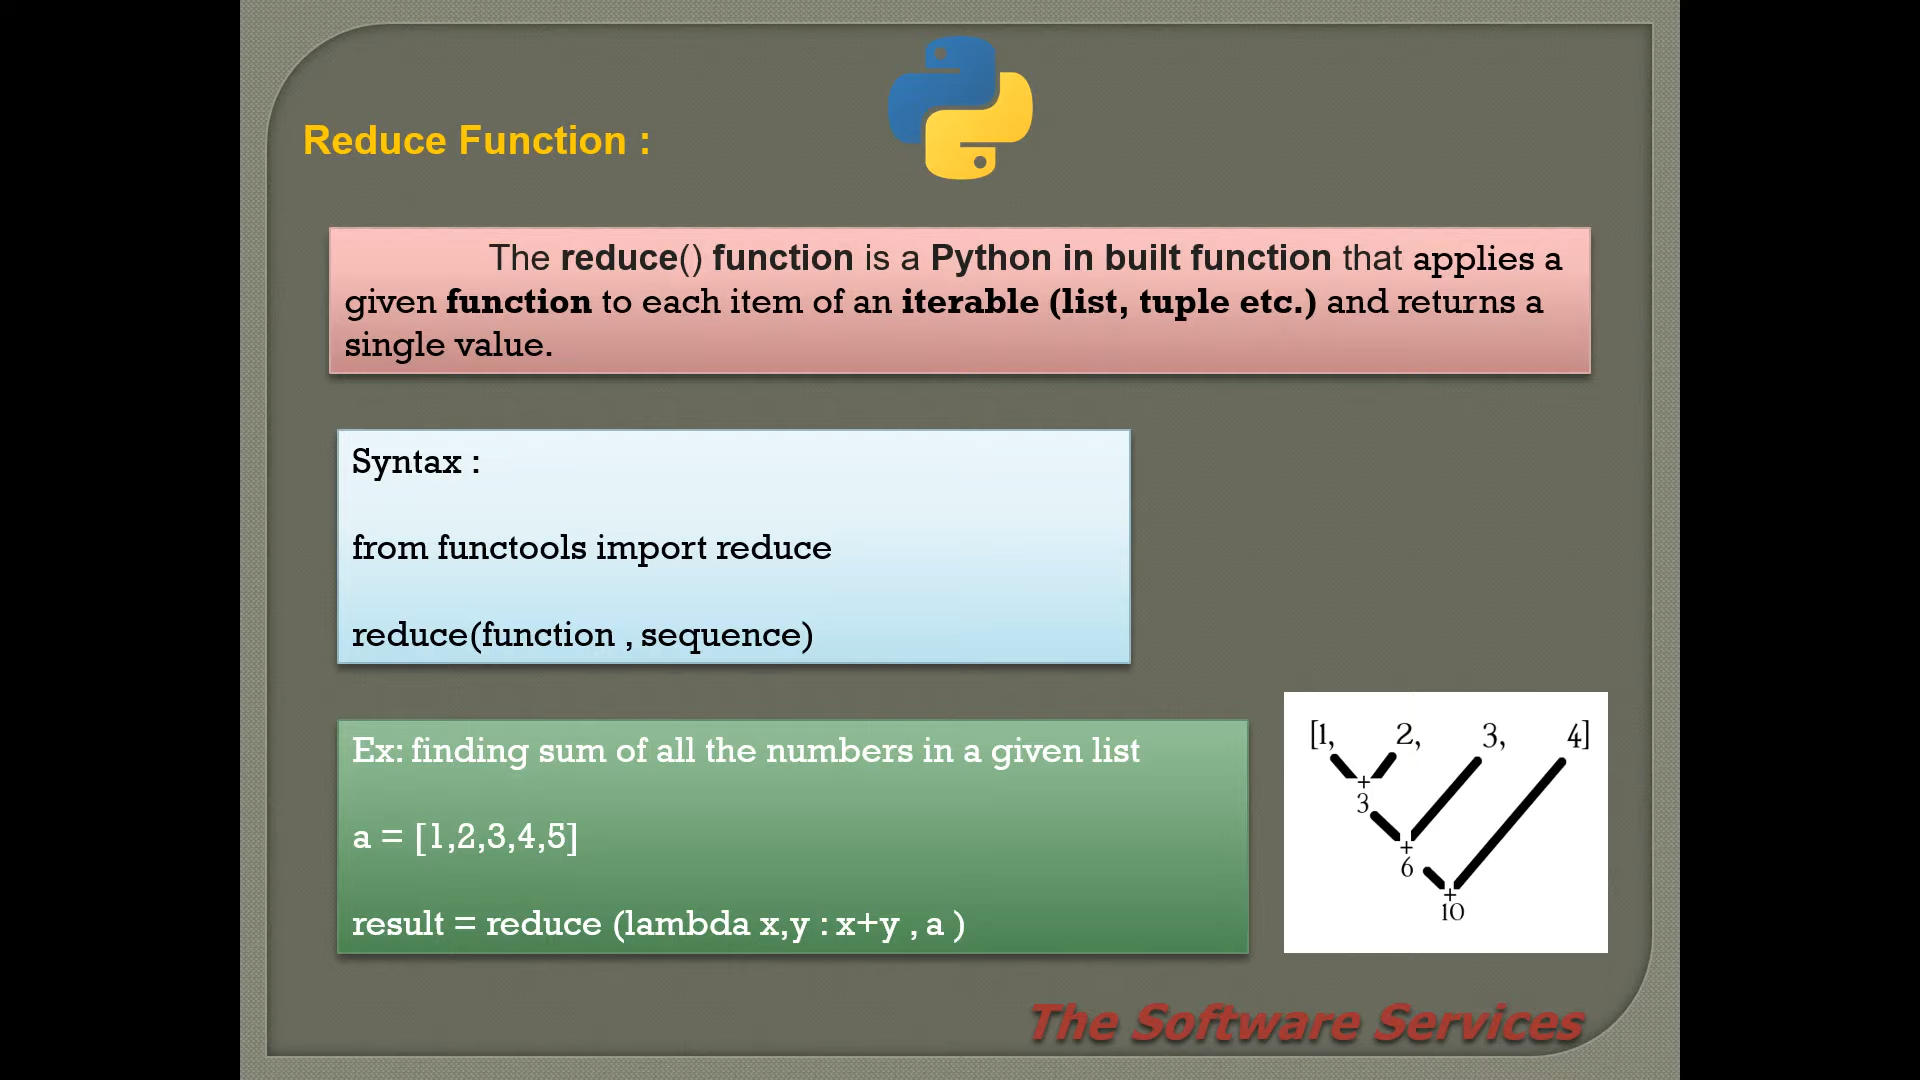 Reduce Function :
The reduce() function is a Python in built function that applies a
given function to each item of an iterable (list, tuple etc.) and returns a
single value.
Syntax :
from functools import reduce
reduce(function , sequence)
Ex: finding sum of all the numbers in a given list
a = [1,2,3,4,5]
result = reduce (lambda x,y : x+y , a )
[1, 2, 3, 4]
+
3
+
6
+
10
The Software Services